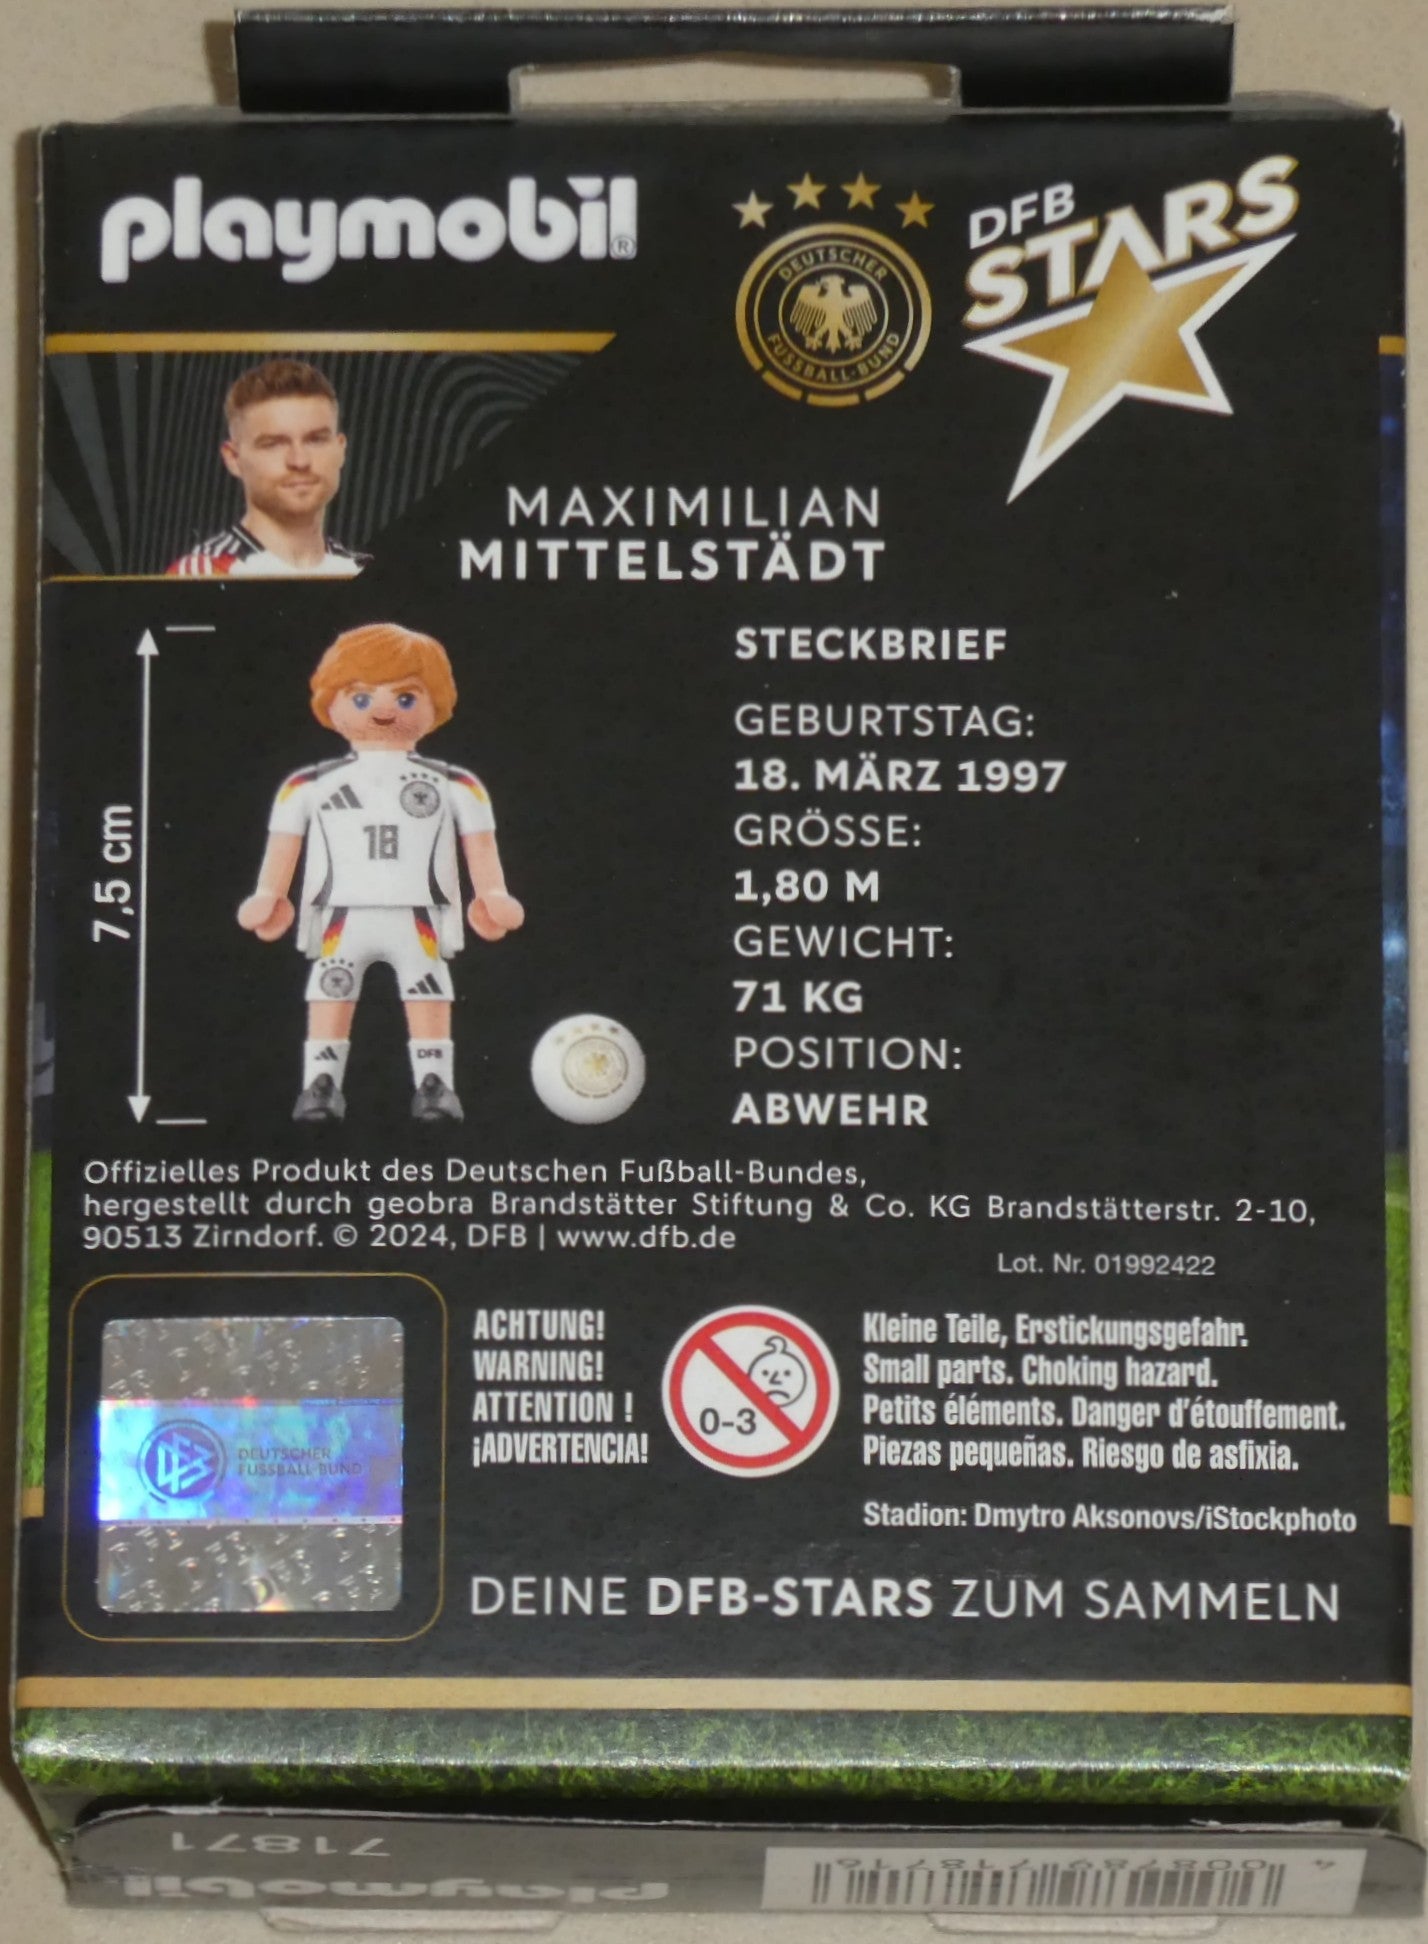 playmobil®
DFB
STARS
DEUTSCHER
FUSSBALL-BUND
MAXIMILIAN
MITTELSTÄDT
7,5 cm
18
DFB
STECKBRIEF
GEBURTSTAG:
18. MÄRZ 1997
GRÖSSE:
1,80 M
GEWICHT:
71 KG
POSITION:
ABWEHR
Offizielles Produkt des Deutschen Fußball-Bundes,
hergestellt durch geobra Brandstätter Stiftung & Co. KG Brandstätterstr. 2-10,
90513 Zirndorf. © 2024, DFB | www.dfb.de
Lot. Nr. 01992422
DFB
DEUTSCHER
FUSSBALL-BUND
ACHTUNG!
WARNING!
ATTENTION !
¡ADVERTENCIA!
0-3
Kleine Teile, Erstickungsgefahr.
Small parts. Choking hazard.
Petits éléments. Danger d'étouffement.
Piezas pequeñas. Riesgo de asfixia.
Stadion: Dmytro Aksonovs/iStockphoto
DEINE DFB-STARS ZUM SAMMELN
71871
playmobil
4 008789 718716